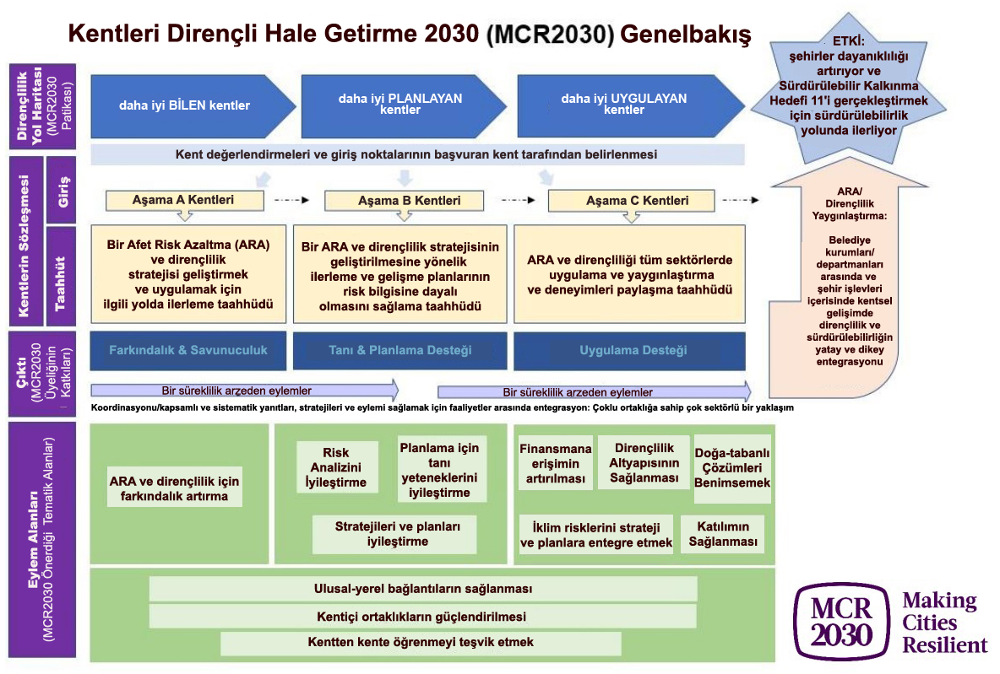 Kentleri Dirençli Hale Getirme 2030 (MCR2030) Genelbakış
Dirençlilik
Yol Haritası
(MCR2030
Patikası)
daha iyi BİLEN kentler
daha iyi PLANLAYAN
kentler
daha iyi UYGULAYAN
kentler
ETKİ:
şehirler dayanıklılığı
artırıyor ve
Sürdürülebilir Kalkınma
Hedefi 11'i gerçekleştirmek
için sürdürülebilirlik
yolunda ilerliyor
Kent değerlendirmeleri ve giriş noktalarının başvuran kent tarafından belirlenmesi
Kentlerin Sözleşmesi
Giriş
Aşama A Kentleri
Aşama B Kentleri
Aşama C Kentleri
Taahhüt
Bir Afet Risk Azaltma (ARA)
ve dirençlilik
stratejisi geliştirmek
ve uygulamak için
ilgili yolda ilerleme taahhüdü
Bir ARA ve dirençlilik stratejisinin
geliştirilmesine yönelik
ilerleme ve gelişme planlarının
risk bilgisine dayalı
olmasını sağlama taahhüdü
ARA ve dirençliliği tüm sektörlerde
uygulama ve yaygınlaştırma
ve deneyimleri paylaşma taahhüdü
ARA/
Dirençlilik
Yaygınlaştırma:
Belediye
kurumları/
departmanları
arasında ve
şehir işlevleri
içerisinde kentsel
gelişimde
dirençlilik ve
sürdürülebilirliğin
yatay ve dikey
entegrasyonu
Çıktı
(MCR2030
Üyeliğinin
Katkıları)
Farkındalık & Savunuculuk
Tanı & Planlama Desteği
Uygulama Desteği
Bir süreklilik arzeden eylemler
Bir süreklilik arzeden eylemler
Koordinasyonu/kapsamlı ve sistematik yanıtları, stratejileri ve eylemi sağlamak için faaliyetler arasında entegrasyon: Çoklu ortaklığa sahip çok sektörlü bir yaklaşım
Eylem Alanları
(MCR2030 Önerdiği Tematik Alanlar)
ARA ve dirençlilik için
farkındalık artırma
Risk
Analizini
İyileştirme
Planlama için
tanı
yeteneklerini
iyileştirme
Stratejileri ve planları
iyileştirme
Finansmana
erişimin
artırılması
Dirençlilik
Altyapısının
Sağlanması
Doğa-tabanlı
Çözümleri
Benimsemek
İklim risklerini strateji
ve planlara entegre etmek
Katılımın
Sağlanması
Ulusal-yerel bağlantıların sağlanması
Kentiçi ortaklıkların güçlendirilmesi
Kentten kente öğrenmeyi teşvik etmek
MCR
2030
Making
Cities
Resilient